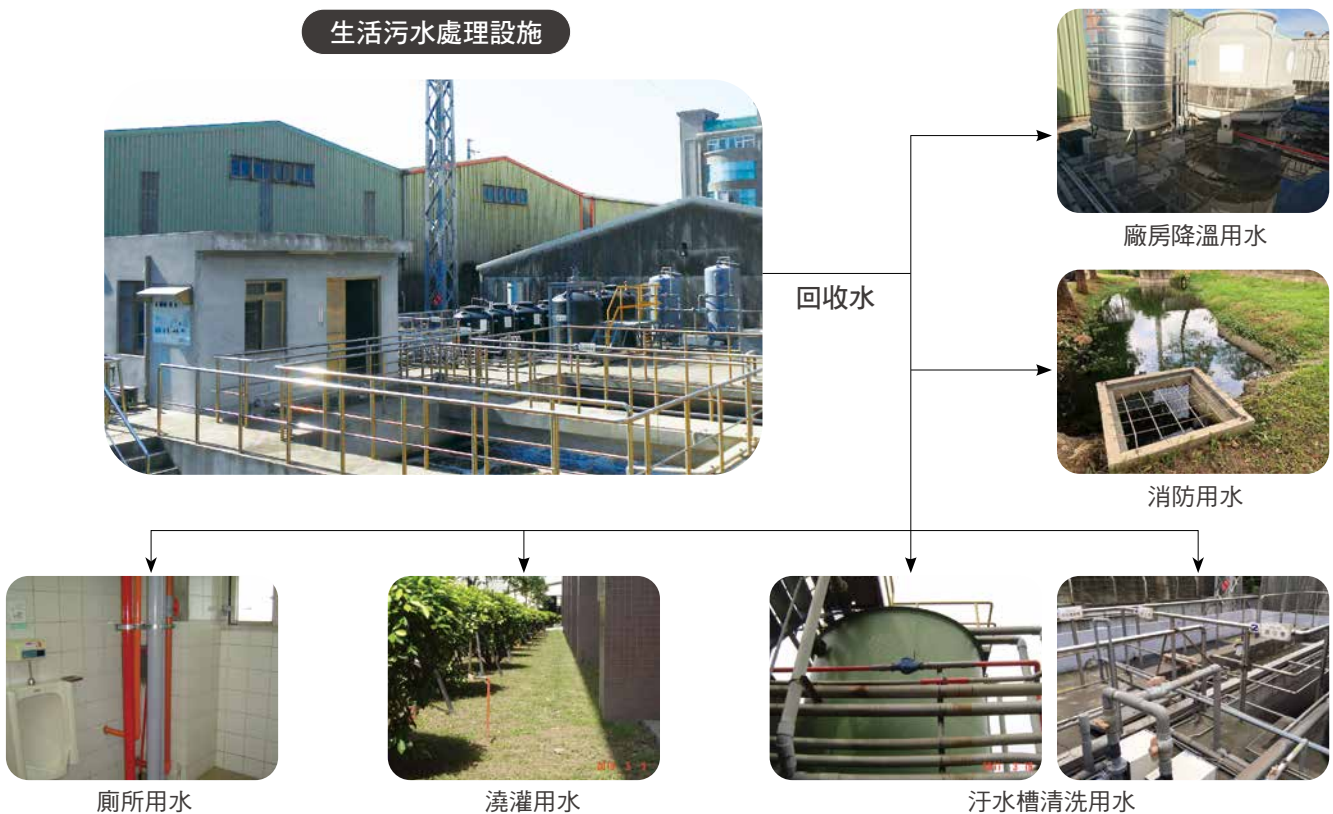 生活污水處理設施
回收水
廠房降溫用水
消防用水
廁所用水
澆灌用水
汙水槽清洗用水